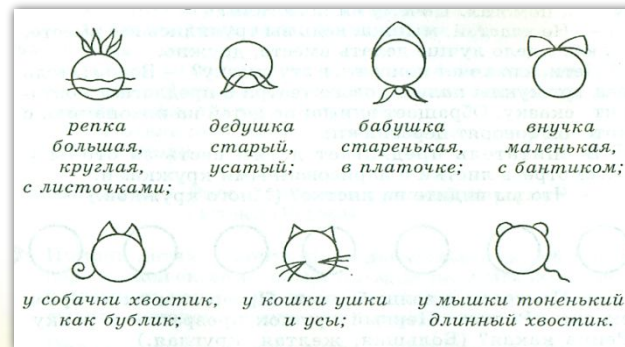 репка
большая,
круглая
с листочками;
дедушка
старый,
усатый;
бабушка
старенькая,
в платочке;
внучка
маленькая,
с бантиком;
у собачки хвостик,
как бублик;
у кошки ушки
и усы;
у мышки тоненький
длинный хвостик.